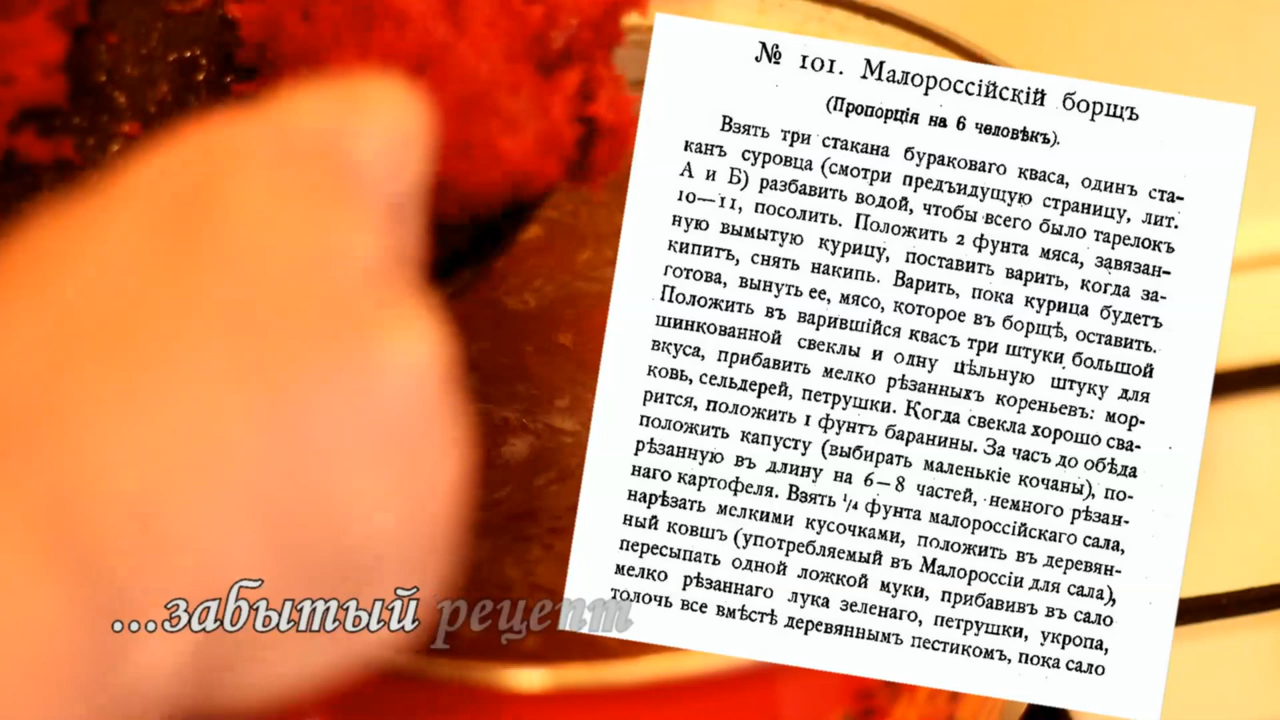 № 101. Малороссійскій борщъ
(Пропорція на 6 человѣкъ).
Взять три стакана бураковаго кваса, одинъ ста-
канъ суровца (смотри предъидущую страницу, лит.
А и Б) разбавить водой, чтобы всего было тарелокъ
10—11, посолить. Положить 2 фунта мяса, завязан-
ную вымытую курицу, поставить варить, когда за-
кипитъ, снять накипь. Варить, пока курица будетъ
готова, вынуть ее, мясо, которое въ борщѣ, оставить.
Положить въ варившійся квасъ три штуки большой
шинкованной свеклы и одну цѣльную штуку для
вкуса, прибавить мелко рѣзанныхъ кореньевъ: мор-
ковь, сельдерей, петрушки. Когда свекла хорошо сва-
рится, положить 1 фунтъ баранины. За часъ до обѣда
положить капусту (выбирать маленькіе кочаны), по-
рѣзанную въ длину на 6—8 частей, немного рѣзан-
наго картофеля. Взять ¼ фунта малороссійскаго сала,
нарѣзать мелкими кусочками, положить въ деревян-
ный ковшъ (употребляемый въ Малороссіи для сала),
пересыпать одной ложкой муки, прибавивъ въ сало
мелко рѣзаннаго лука зеленаго, петрушки, укропа,
толочь все вмѣстѣ деревяннымъ пестикомъ, пока сало
...забытый рецепт